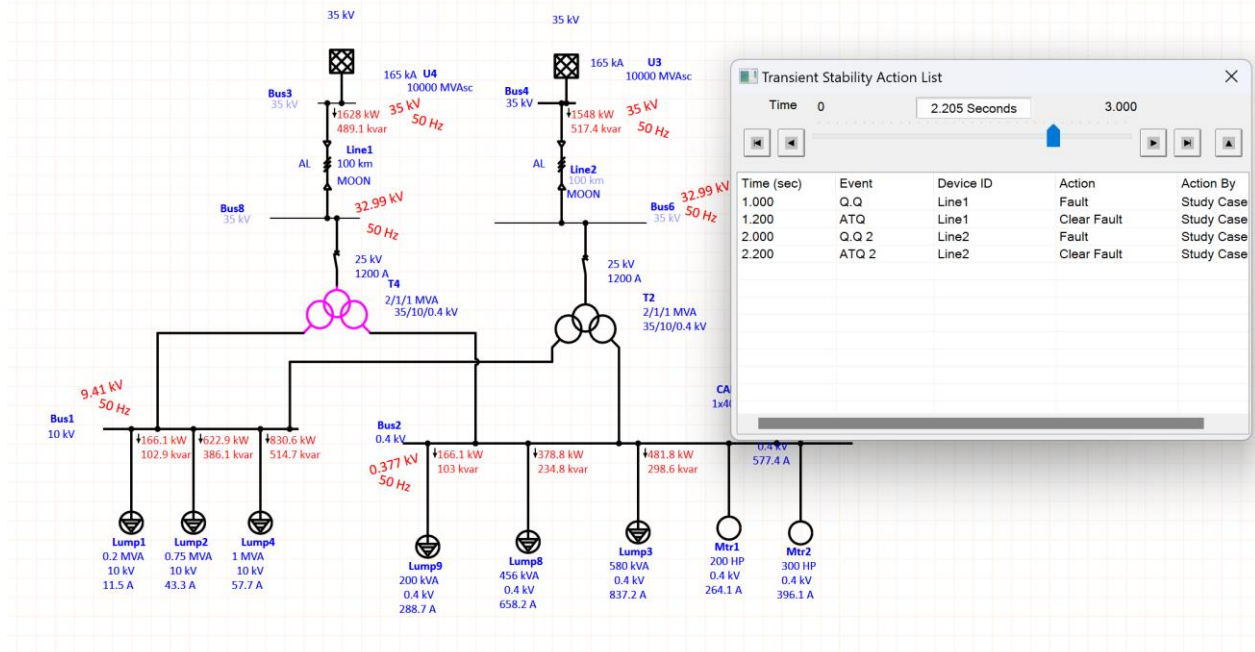 35 kV
35 kV
165 kA U4
10000 MVAsc
165 kA U3
10000 MVAsc
Bus3
35 kV
1628 kW
489.1 kvar
35 kV
50 Hz
Bus4
35 kV
1548 kW
517.4 kvar
35 kV
50 Hz
Line1
AL 100 km
MOON
AL
Line2
100 km
MOON
Bus8
35 kV
32.99 kV
50 Hz
Bus6
35 kV
32.99 kV
50 Hz
25 kV
1200 A
T4
2/1/1 MVA
35/10/0.4 kV
25 kV
1200 A
T2
2/1/1 MVA
35/10/0.4 kV
Transient Stability Action List
Time 0 2.205 Seconds 3.000
Time (sec) Event Device ID Action Action By
1.000 Q.Q Line1 Fault Study Case
1.200 ATQ Line1 Clear Fault Study Case
2.000 Q.Q 2 Line2 Fault Study Case
2.200 ATQ 2 Line2 Clear Fault Study Case
9.41 kV
50 Hz
Bus1
10 kV
166.1 kW
102.9 kvar
622.9 kW
386.1 kvar
830.6 kW
514.7 kvar
Bus2
0.4 kV
0.377 kV
50 Hz
166.1 kW
103 kvar
378.8 kW
234.8 kvar
481.8 kW
298.6 kvar
0.4 kV
577.4 A
Lump1
0.2 MVA
10 kV
11.5 A
Lump2
0.75 MVA
10 kV
43.3 A
Lump4
1 MVA
10 kV
57.7 A
Lump9
200 kVA
0.4 kV
288.7 A
Lump8
456 kVA
0.4 kV
658.2 A
Lump3
580 kVA
0.4 kV
837.2 A
Mtr1
200 HP
0.4 kV
264.1 A
Mtr2
300 HP
0.4 kV
396.1 A